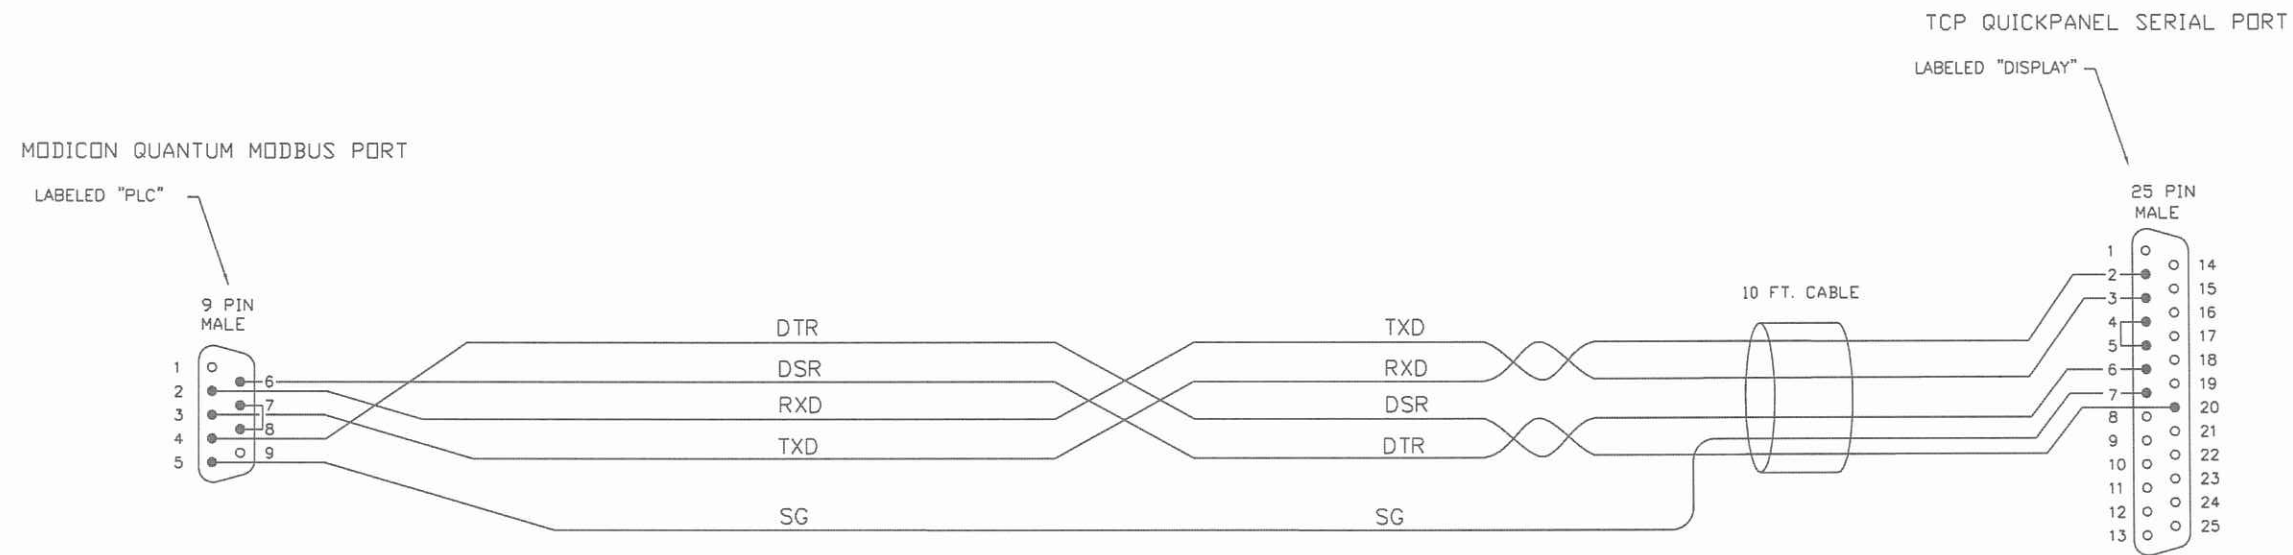 TCP QUICKPANEL SERIAL PORT
LABELED "DISPLAY"
MODICON QUANTUM MODBUS PORT
LABELED "PLC"
25 PIN
MALE
9 PIN
MALE
10 FT. CABLE
DTR
TXD
DSR
RXD
RXD
DSR
TXD
DTR
SG
SG
1
2
3
4
5
6
7
8
9
1
2
3
4
5
6
7
8
9
10
11
12
13
14
15
16
17
18
19
20
21
22
23
24
25